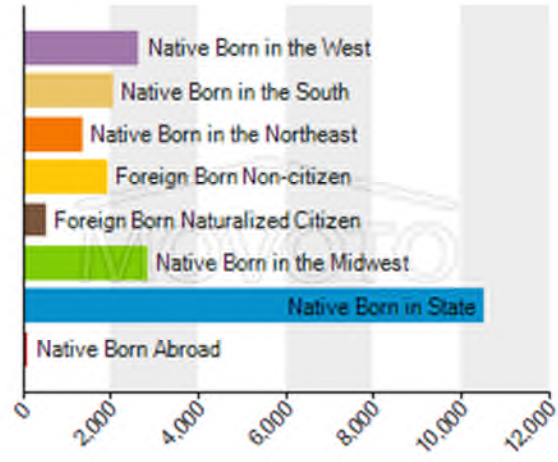 Native Born in the West
Native Born in the South
Native Born in the Northeast
Foreign Born Non-citizen
Foreign Born Naturalized Citizen
Movoto
Native Born in the Midwest
Native Born in State
Native Born Abroad
0
2,000
4,000
6,000
8,000
10,000
12,000